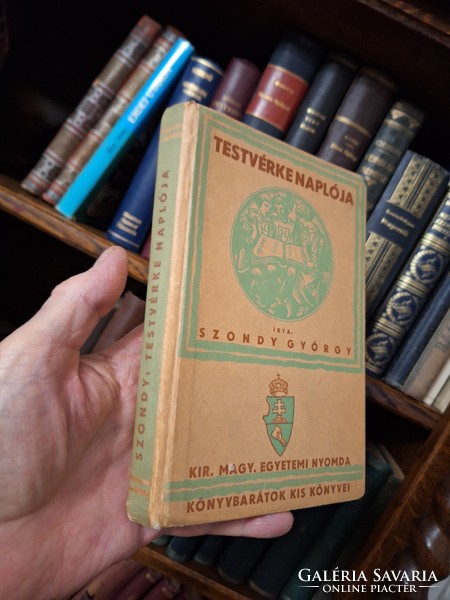 TESTVÉRKE NAPLÓJA
ÍRTA:
SZONDY GYÖRGY
KIR. MAGY. EGYETEMI NYOMDA
KÖNYVBARÁTOK KIS KÖNYVEI
SZONDY: TESTVÉRKE NAPLÓJA
GALÉRIA SAVARIA
ONLINE PIACTÉR